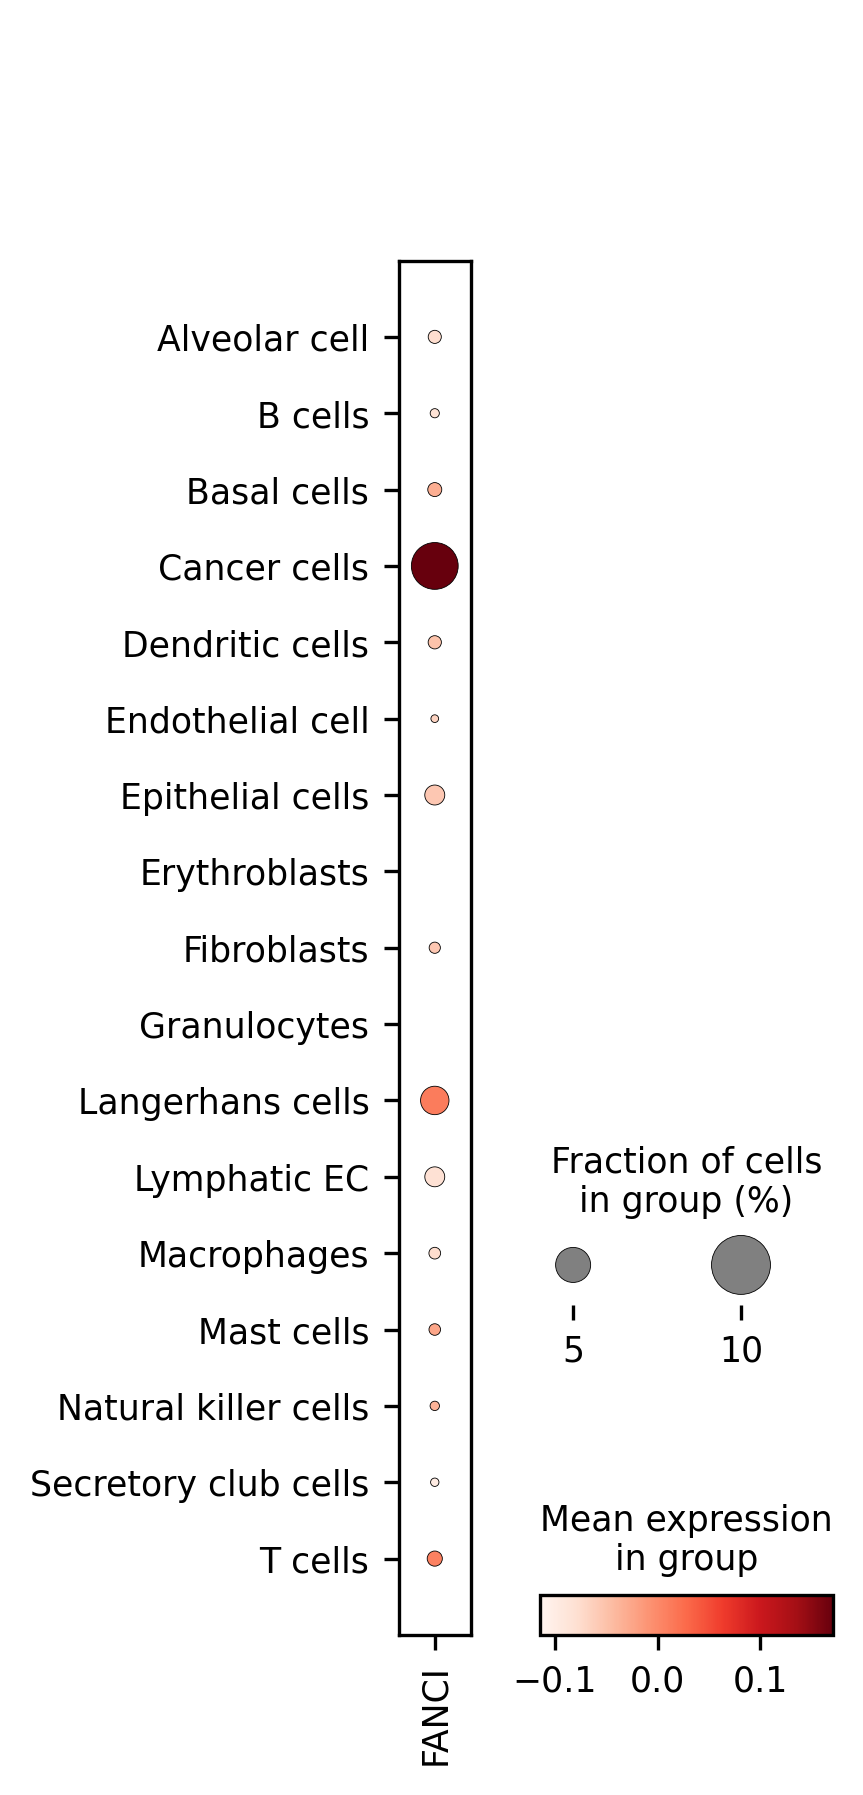 Alveolar cell
B cells
Basal cells
Cancer cells
Dendritic cells
Endothelial cell
Epithelial cells
Erythroblasts
Fibroblasts
Granulocytes
Langerhans cells
Lymphatic EC
Macrophages
Mast cells
Natural killer cells
Secretory club cells
T cells
FANCI
Fraction of cells
in group (%)
5 10
Mean expression
in group
−0.1 0.0 0.1